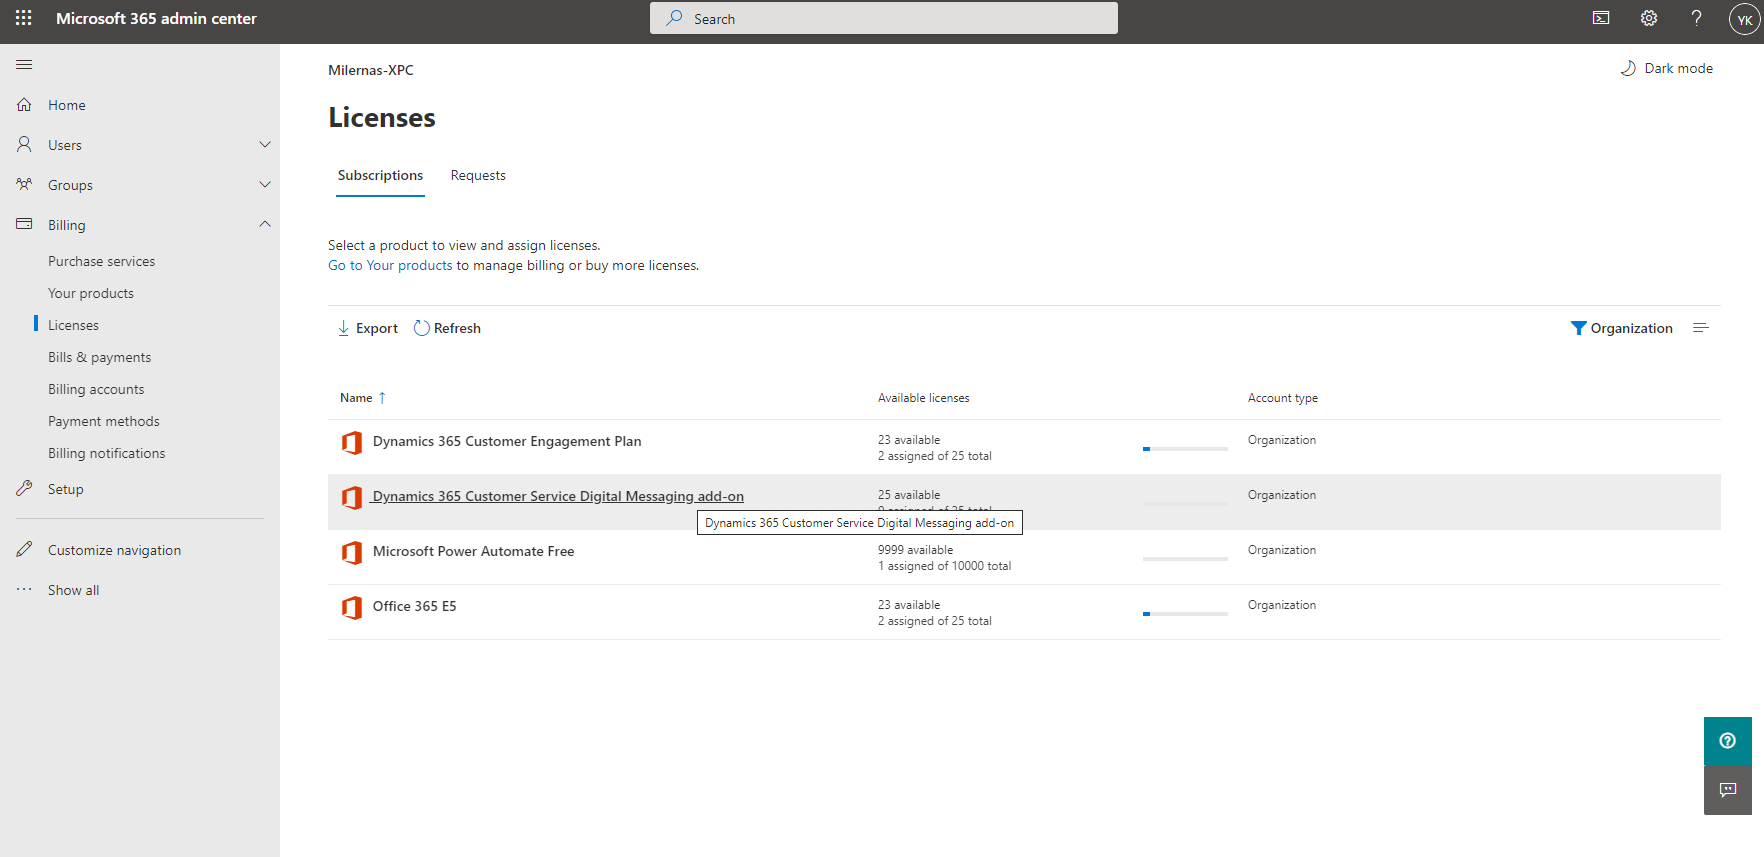 Microsoft 365 admin center
Search
YK
Milernas-XPC
Dark mode
Home
Users
Groups
Billing
Purchase services
Your products
Licenses
Bills & payments
Billing accounts
Payment methods
Billing notifications
Setup
Customize navigation
Show all
Licenses
Subscriptions Requests
Select a product to view and assign licenses.
Go to Your products to manage billing or buy more licenses.
Export Refresh Organization
Name ↑ Available licenses Account type
Dynamics 365 Customer Engagement Plan 23 available Organization
2 assigned of 25 total
Dynamics 365 Customer Service Digital Messaging add-on 25 available Organization
0 assigned of 25 total
Dynamics 365 Customer Service Digital Messaging add-on
Microsoft Power Automate Free 9999 available Organization
1 assigned of 10000 total
Office 365 E5 23 available Organization
2 assigned of 25 total